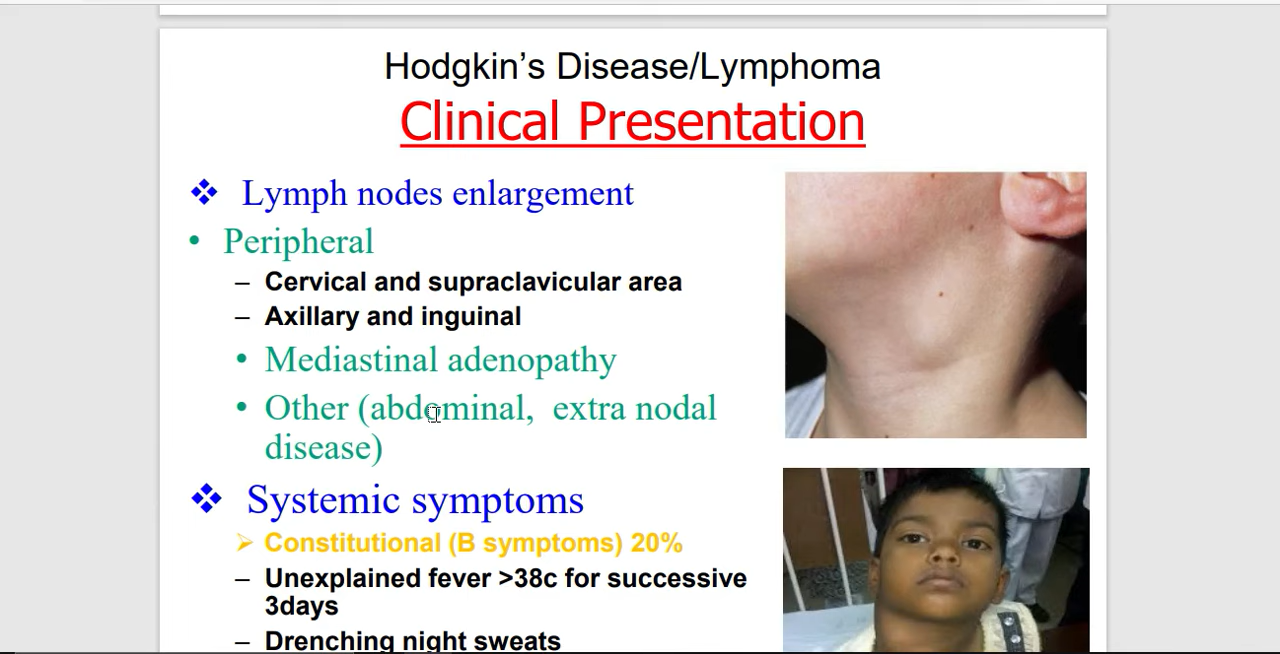 Hodgkin’s Disease/Lymphoma
Clinical Presentation
❖ Lymph nodes enlargement
• Peripheral
– Cervical and supraclavicular area
– Axillary and inguinal
• Mediastinal adenopathy
• Other (abdominal, extra nodal
disease)
❖ Systemic symptoms
➢ Constitutional (B symptoms) 20%
– Unexplained fever >38c for successive
3days
– Drenching night sweats